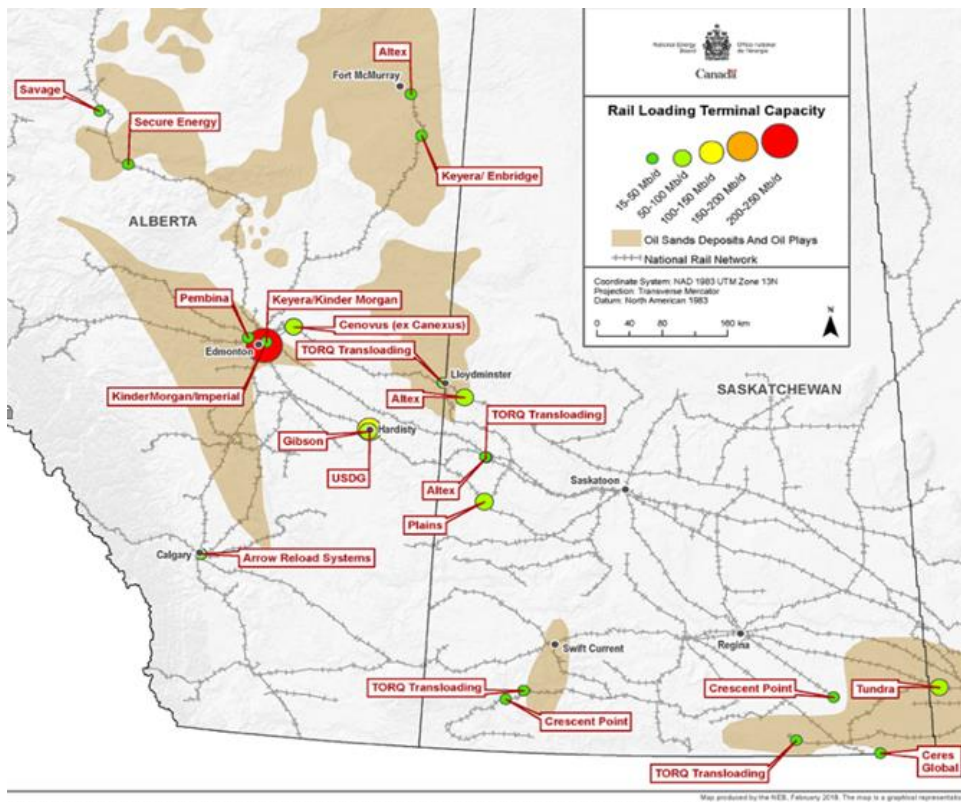 National Energy
Board
Office national
de l'énergie
Canada
Rail Loading Terminal Capacity
15-50 Mb/d
50-100 Mb/d
100-150 Mb/d
150-200 Mb/d
200-250 Mb/d
Oil Sands Deposits And Oil Plays
National Rail Network
Coordinate System: NAD 1983 UTM Zone 13N
Projection: Transverse Mercator
Datum: North American 1983
0 40 80 160 km
N
Altex
Fort McMurray
Savage
Secure Energy
Keyera/ Enbridge
ALBERTA
Pembina
Keyera/Kinder Morgan
Cenovus (ex Canexus)
Edmonton
TORQ Transloading
Lloydminster
KinderMorgan/Imperial
Altex
SASKATCHEWAN
TORQ Transloading
Gibson
Hardisty
USDG
Altex
Saskatoon
Plains
Calgary
Arrow Reload Systems
Swift Current
Regina
TORQ Transloading
Crescent Point
Crescent Point
Tundra
TORQ Transloading
Ceres
Global
Map produced by the NEB, February 2018. The map is a graphical representation